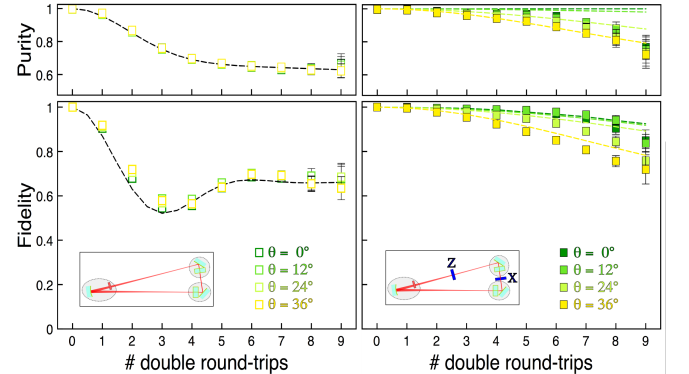 Purity
1
0.8
0.6
Fidelity
1
0.8
0.6
0.4
0.2
0
θ = 0°
θ = 12°
θ = 24°
θ = 36°
Z
X
θ = 0°
θ = 12°
θ = 24°
θ = 36°
0 1 2 3 4 5 6 7 8 9
0 1 2 3 4 5 6 7 8 9
# double round-trips
# double round-trips